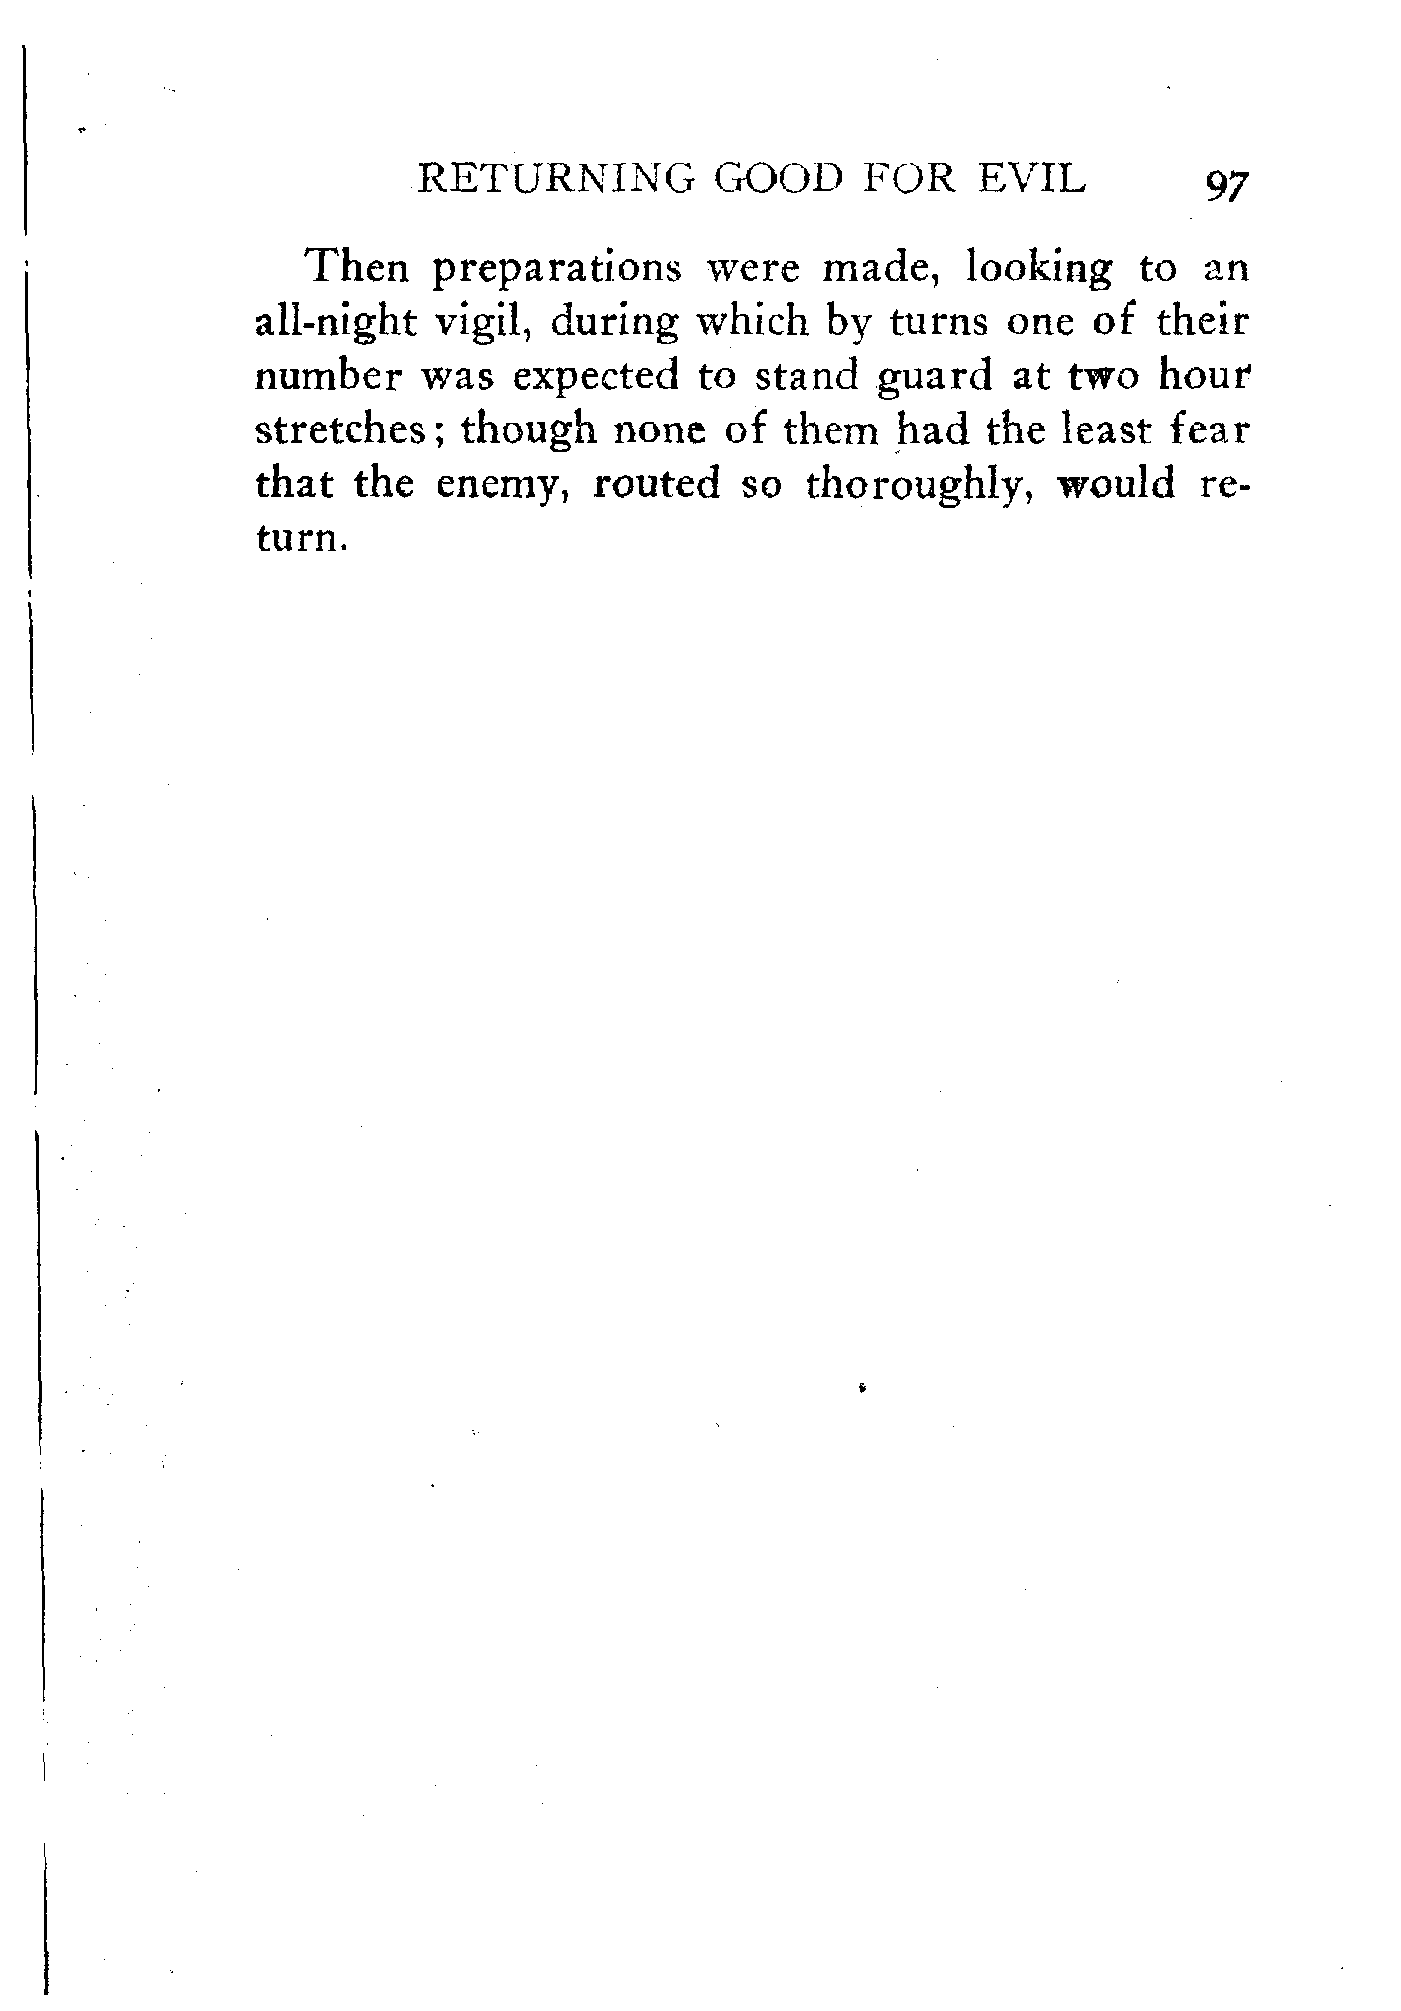 RETURNING GOOD FOR EVIL 97
Then preparations were made, looking to an
all-night vigil, during which by turns one of their
number was expected to stand guard at two hour
stretches; though none of them had the least fear
that the enemy, routed so thoroughly, would re-
turn.